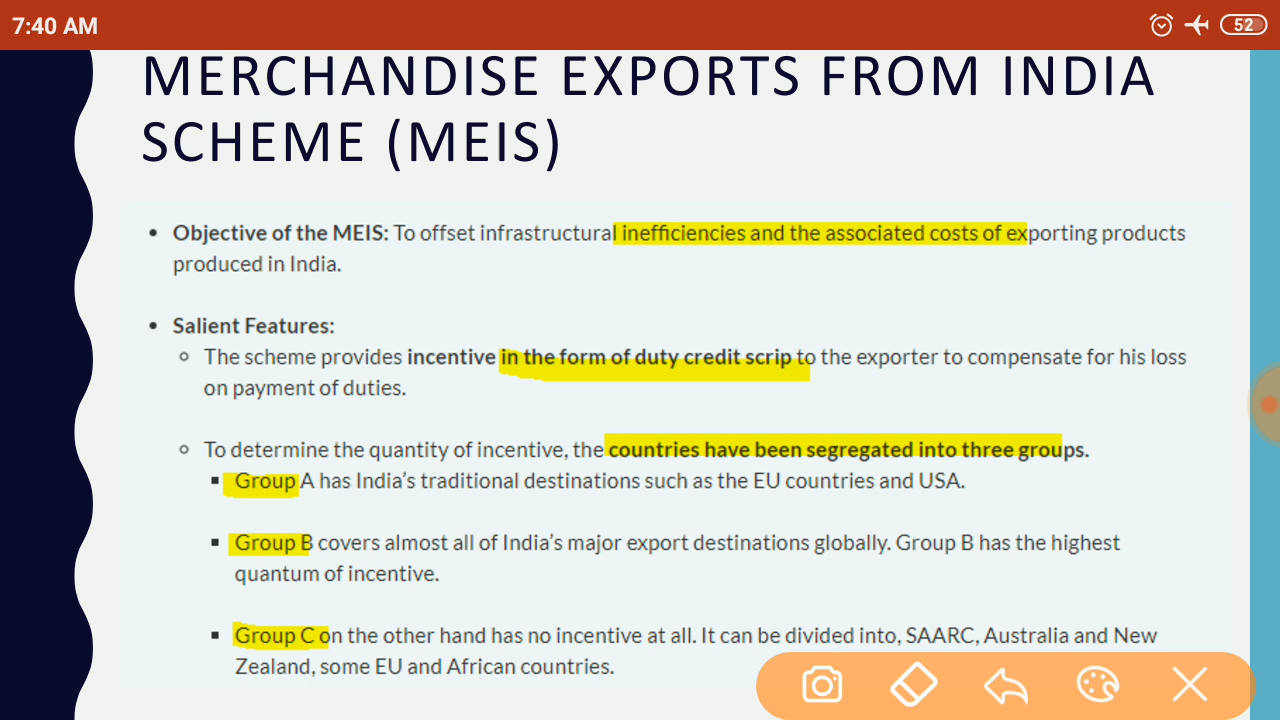 7:40 AM
52
MERCHANDISE EXPORTS FROM INDIA
SCHEME (MEIS)
• Objective of the MEIS: To offset infrastructural inefficiencies and the associated costs of exporting products
produced in India.
• Salient Features:
○ The scheme provides incentive in the form of duty credit scrip to the exporter to compensate for his loss
on payment of duties.
○ To determine the quantity of incentive, the countries have been segregated into three groups.
▪ Group A has India’s traditional destinations such as the EU countries and USA.
▪ Group B covers almost all of India’s major export destinations globally. Group B has the highest
quantum of incentive.
▪ Group C on the other hand has no incentive at all. It can be divided into, SAARC, Australia and New
Zealand, some EU and African countries.